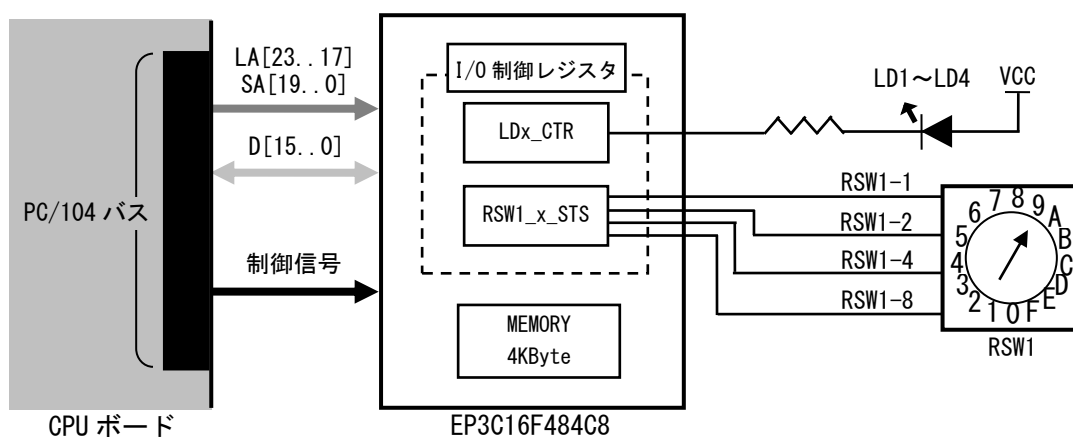 LA[23..17]
SA[19..0]
D[15..0]
PC/104 バス
制御信号
CPU ボード
I/O 制御レジスタ
LDx_CTR
RSW1_x_STS
MEMORY
4KByte
EP3C16F484C8
LD1～LD4
VCC
RSW1-1
RSW1-2
RSW1-4
RSW1-8
0 1 2 3 4 5 6 7 8 9 A B C D E F
RSW1